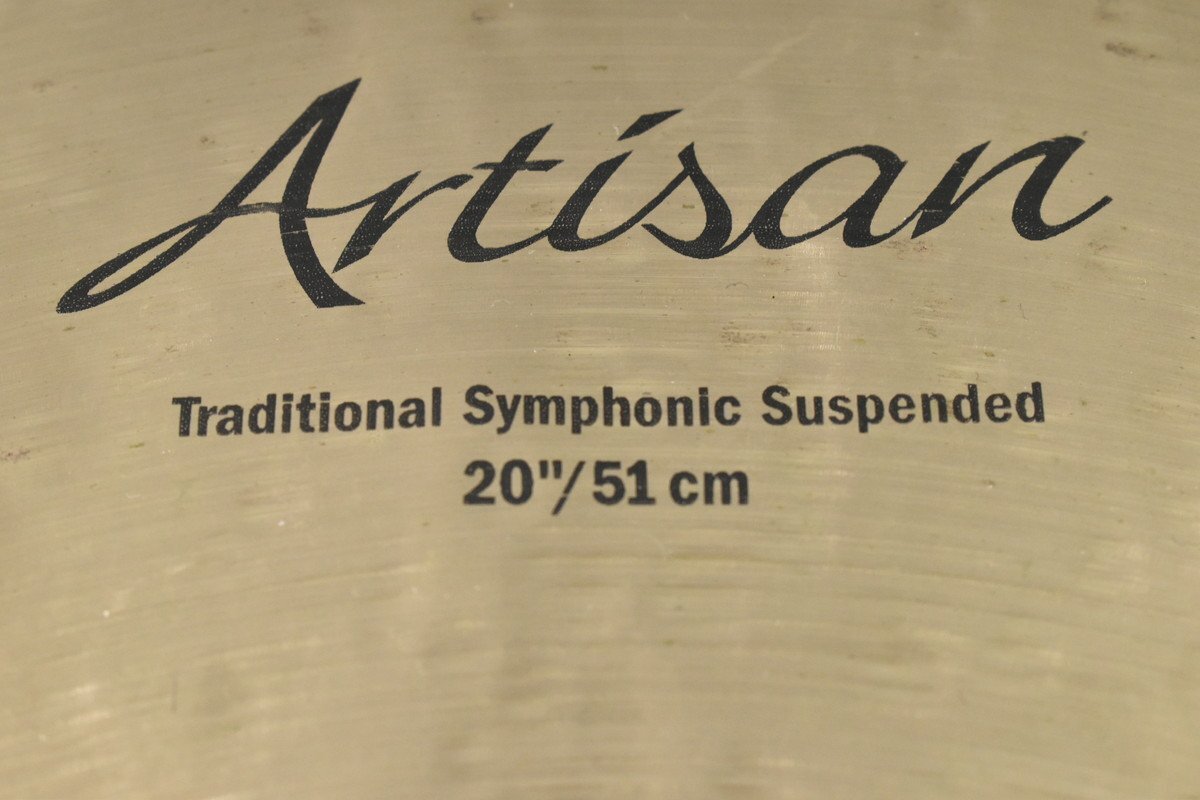 Artisan
Traditional Symphonic Suspended
20"/51 cm